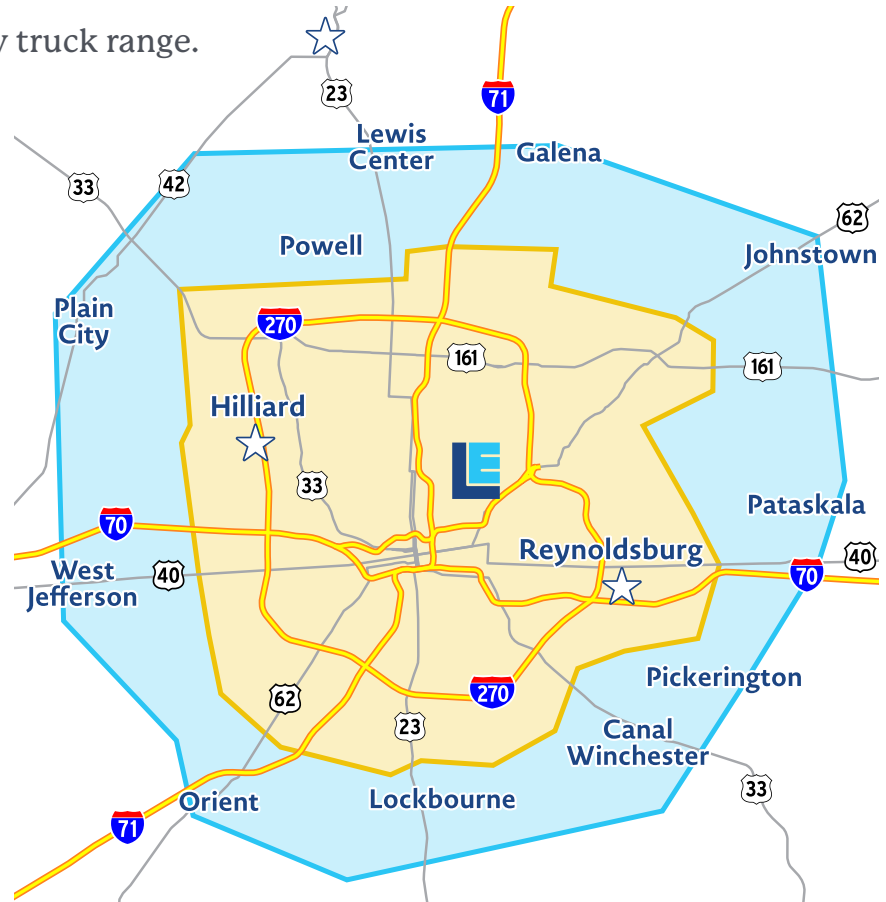 y truck range.
23
71
Lewis
Center
Galena
33
42
62
Powell
Johnstown
Plain
City
270
161
161
Hilliard
LE
33
Pataskala
70
Reynoldsburg
40
West
Jefferson
40
70
Pickerington
62
270
23
Canal
Winchester
33
Orient
Lockbourne
71